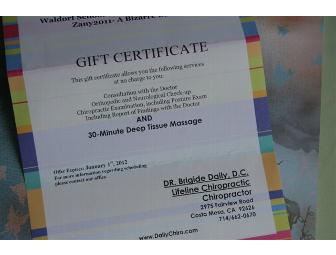 Waldorf School
Zany2011- A Bizarre
GIFT CERTIFICATE
This gift certificate allows you the following services
at no charge to you:
Consultation with the Doctor
Orthopedic and Neurological Check-up
Chiropractic Examination, including Posture Exam
Including Report of Findings with the Doctor
AND
30-Minute Deep Tissue Massage
Offer Expires: January 1st, 2012
For more information regarding scheduling
please contact our office.
DR. Brigide Daily, D.C.
Lifeline Chiropractic
Chiropractor
2975 Fairview Road
Costa Mesa, CA 92626
714/662-0670
www.DailyChiro.com